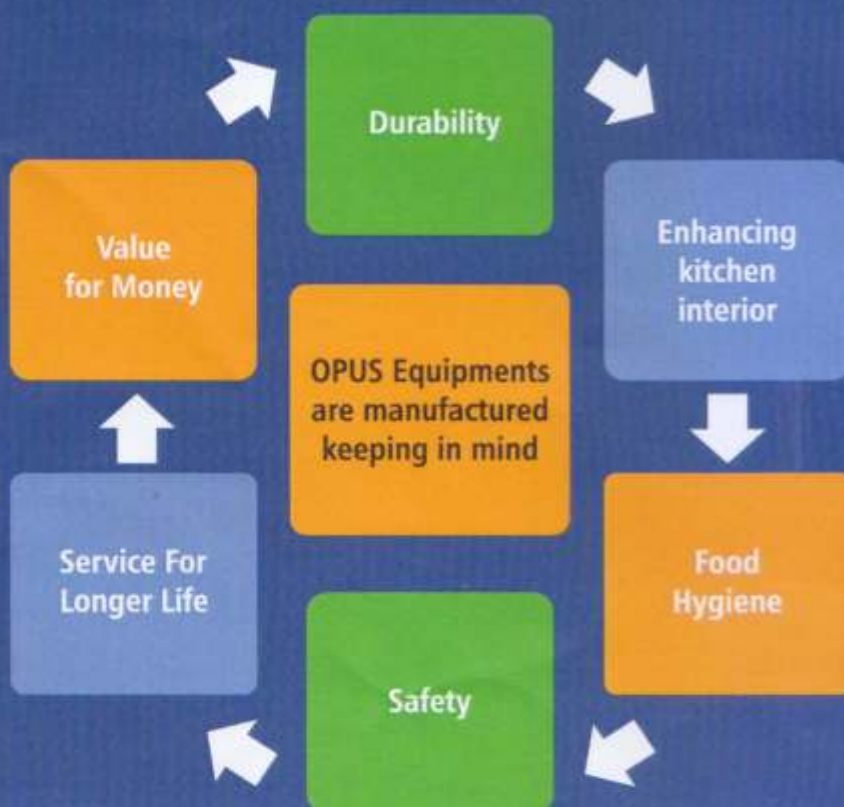 Durability
Enhancing
kitchen
interior
Food
Hygiene
Safety
Service For
Longer Life
Value
for Money
OPUS Equipments
are manufactured
keeping in mind